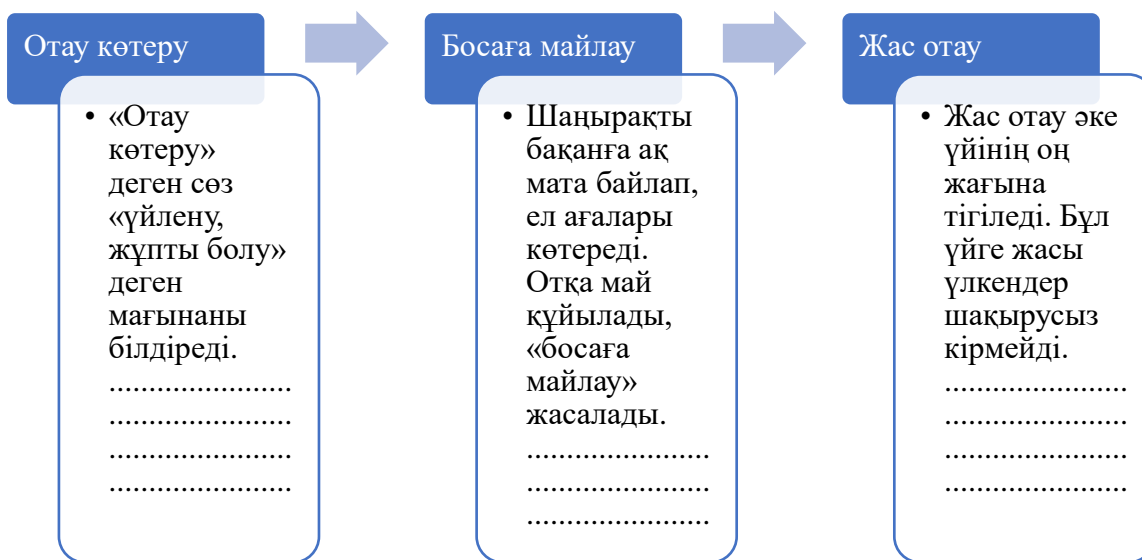 Отау көтеру
• «Отау
көтеру»
деген сөз
«үйлену,
жұпты болу»
деген
мағынаны
білдіреді.
.......................
.......................
.......................
.......................
Босаға майлау
• Шаңырақты
бақанға ақ
мата байлап,
ел ағалары
көтереді.
Отқа май
құйылады,
«босаға
майлау»
жасалады.
.......................
.......................
.......................
Жас отау
• Жас отау әке
үйінің оң
жағына
тігіледі. Бұл
үйге жасы
үлкендер
шақырусыз
кірмейді.
.......................
.......................
.......................
.......................